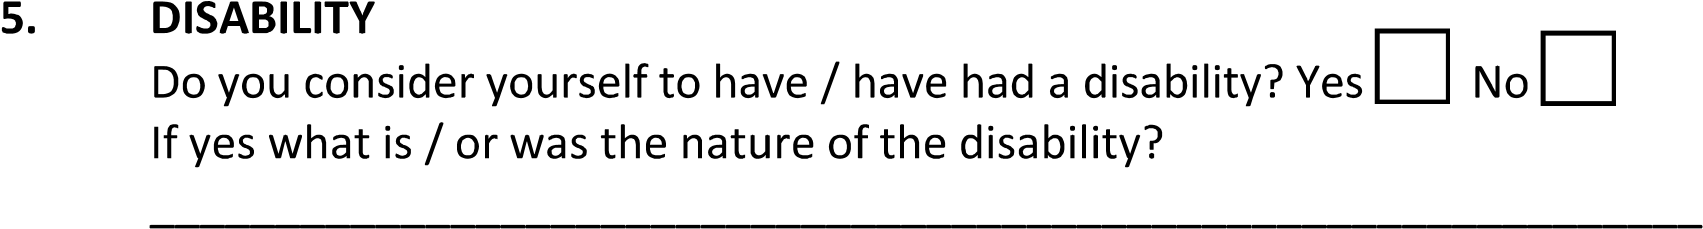 5. DISABILITY
Do you consider yourself to have / have had a disability? Yes No
If yes what is / or was the nature of the disability?